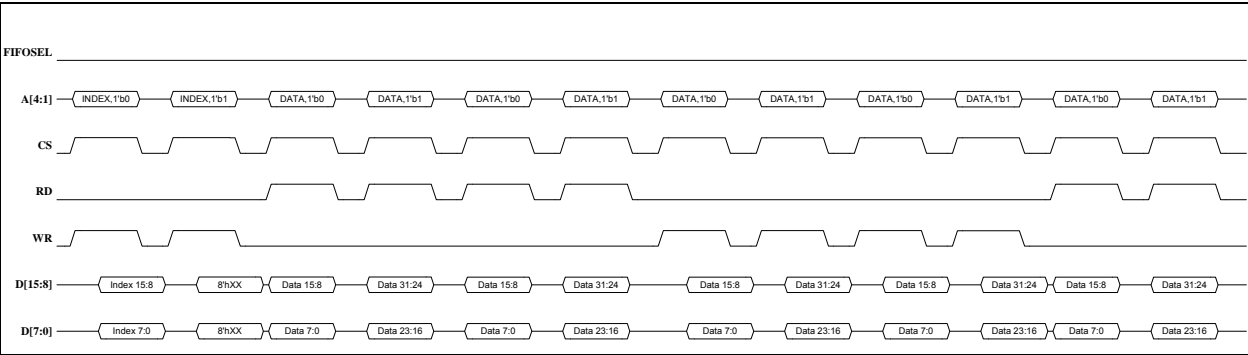 FIFOSEL
A[4:1] INDEX,1'b0 INDEX,1'b1 DATA,1'b0 DATA,1'b1 DATA,1'b0 DATA,1'b1 DATA,1'b0 DATA,1'b1 DATA,1'b0 DATA,1'b1 DATA,1'b0 DATA,1'b1
CS
RD
WR
D[15:8] Index 15:8 8'hXX Data 15:8 Data 31:24 Data 15:8 Data 31:24 Data 15:8 Data 31:24 Data 15:8 Data 31:24 Data 15:8 Data 31:24
D[7:0] Index 7:0 8'hXX Data 7:0 Data 23:16 Data 7:0 Data 23:16 Data 7:0 Data 23:16 Data 7:0 Data 23:16 Data 7:0 Data 23:16